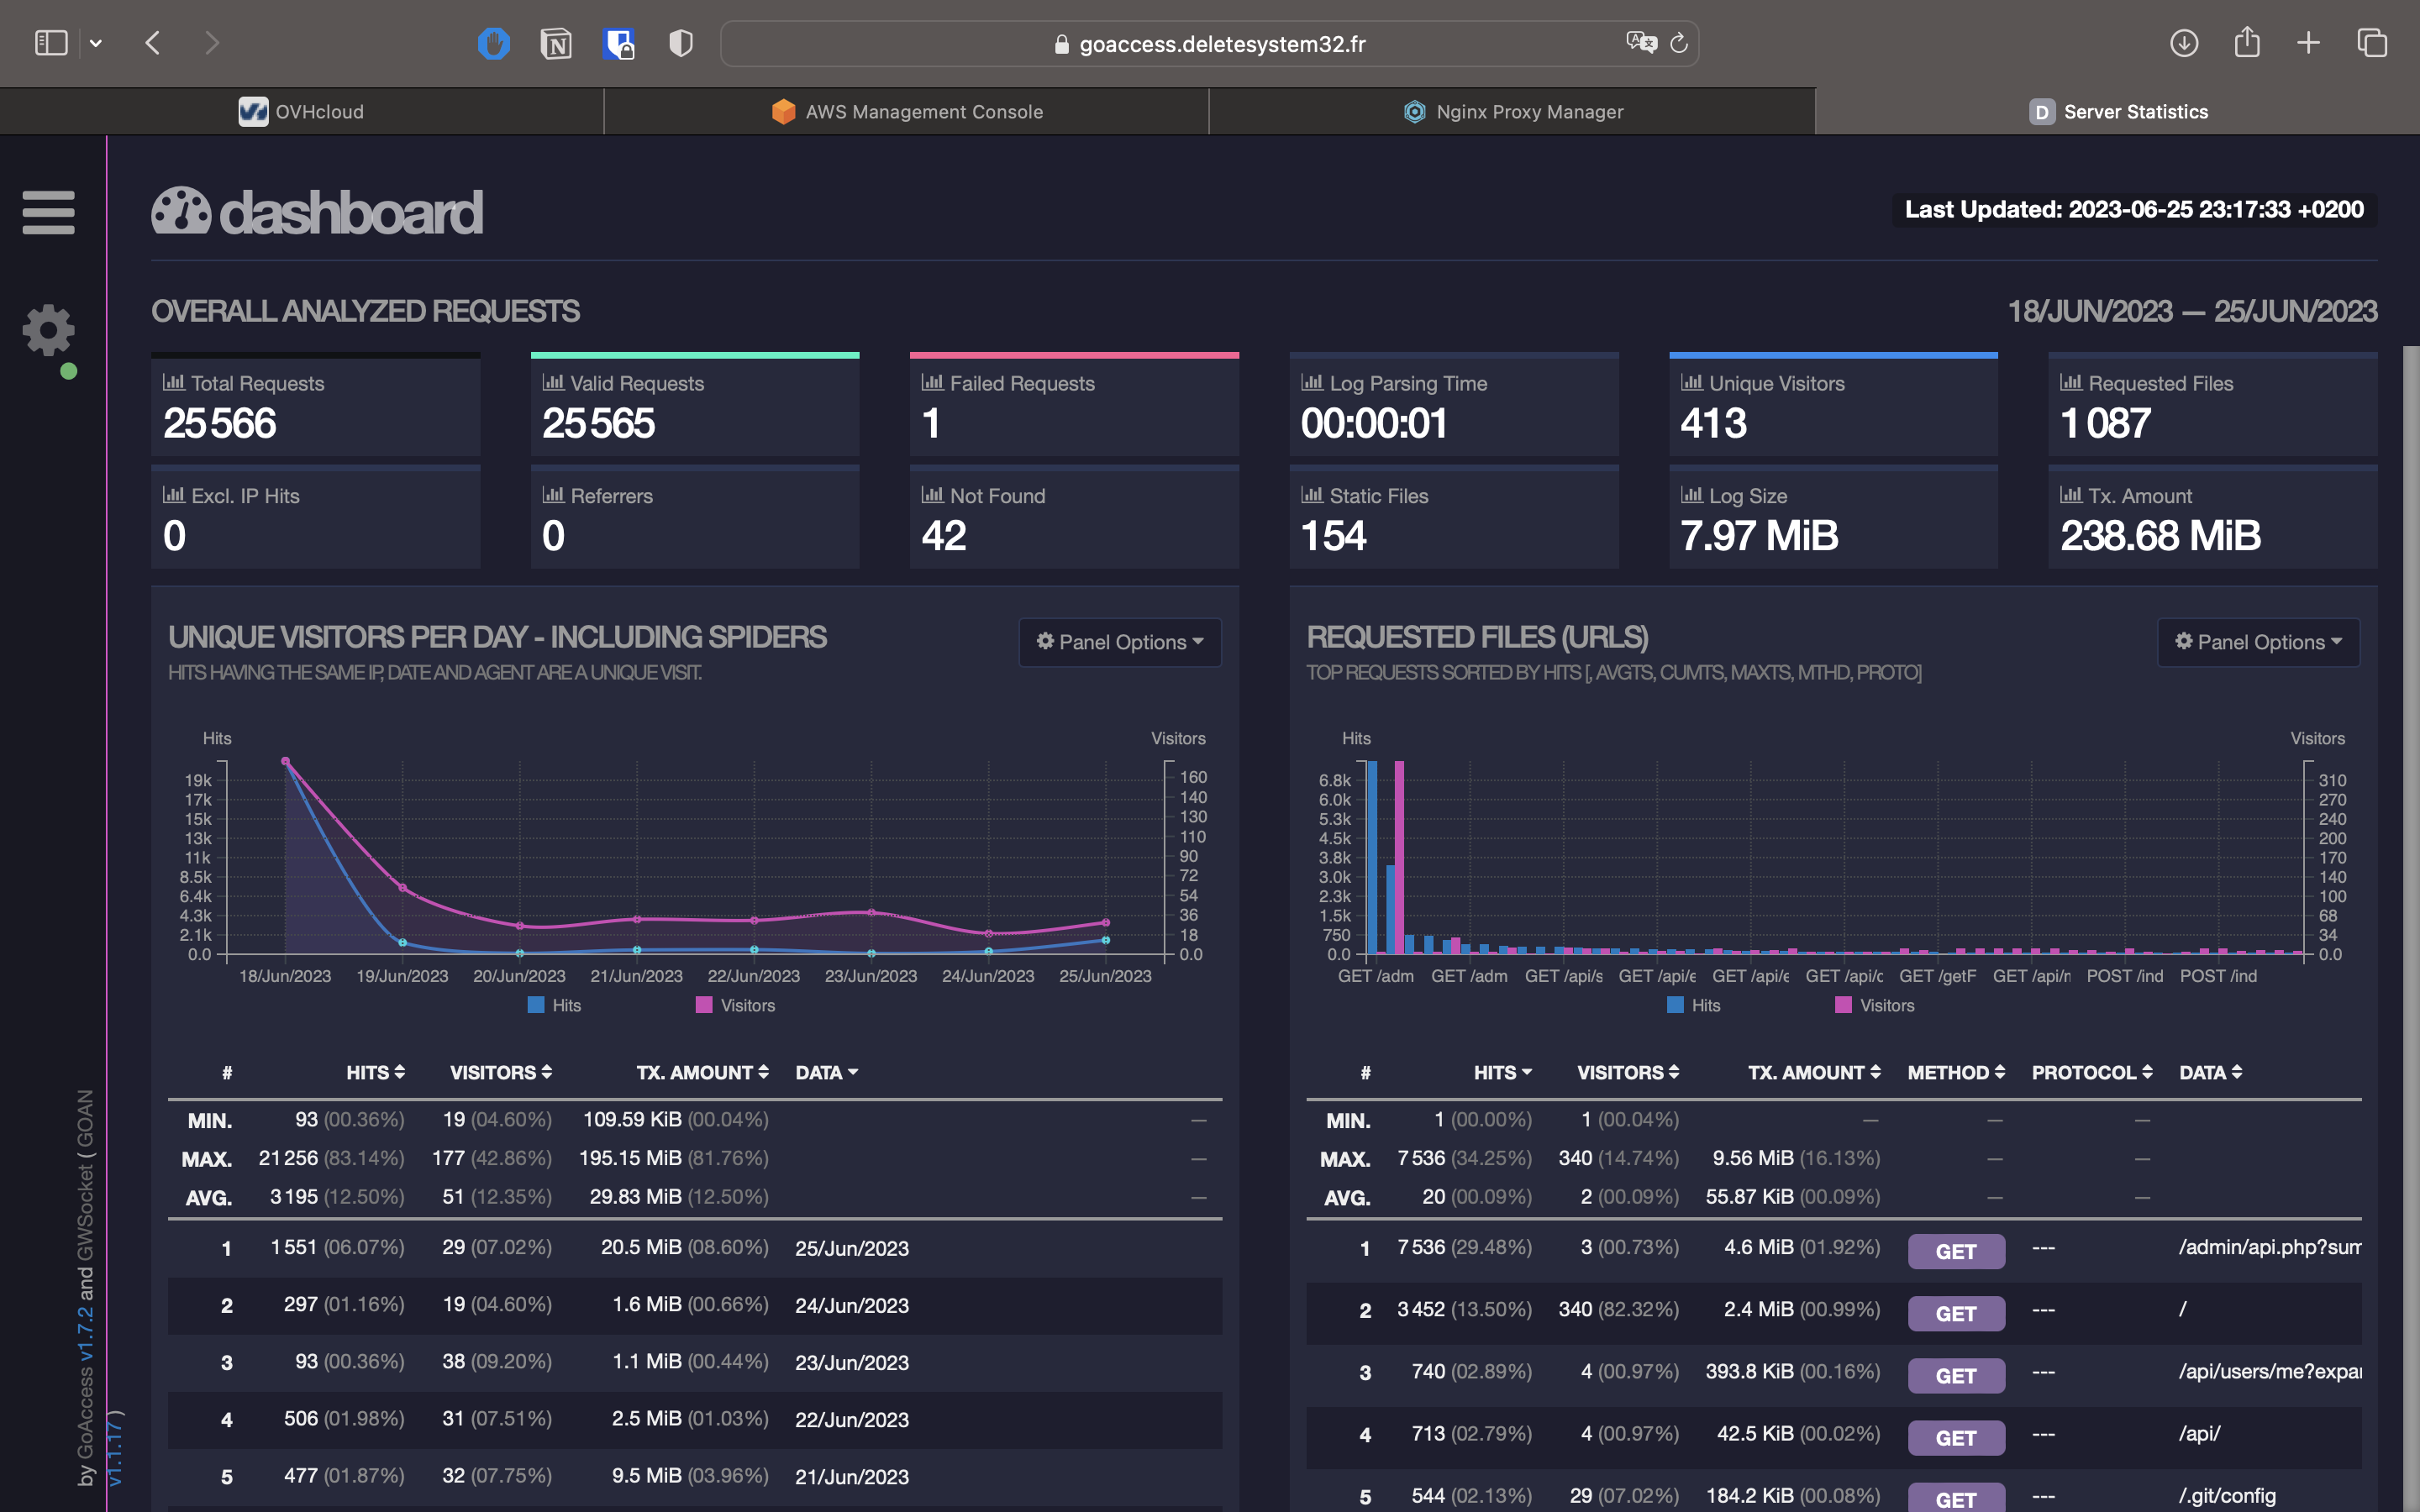 goaccess.deletesystem32.fr
OVHcloud
AWS Management Console
Nginx Proxy Manager
D Server Statistics
dashboard
Last Updated: 2023-06-25 23:17:33 +0200
OVERALL ANALYZED REQUESTS
18/JUN/2023 — 25/JUN/2023
Total Requests
25 566
Valid Requests
25 565
Failed Requests
1
Log Parsing Time
00:00:01
Unique Visitors
413
Requested Files
1 087
Excl. IP Hits
0
Referrers
0
Not Found
42
Static Files
154
Log Size
7.97 MiB
Tx. Amount
238.68 MiB
UNIQUE VISITORS PER DAY - INCLUDING SPIDERS
Panel Options
HITS HAVING THE SAME IP, DATE AND AGENT ARE A UNIQUE VISIT.
Hits
Visitors
19k
17k
15k
13k
11k
8.5k
6.4k
4.3k
2.1k
0.0
160
140
130
110
90
72
54
36
18
0.0
18/Jun/2023 19/Jun/2023 20/Jun/2023 21/Jun/2023 22/Jun/2023 23/Jun/2023 24/Jun/2023 25/Jun/2023
Hits Visitors
# HITS VISITORS TX. AMOUNT DATA
MIN. 93 (00.36%) 19 (04.60%) 109.59 KiB (00.04%) —
MAX. 21 256 (83.14%) 177 (42.86%) 195.15 MiB (81.76%) —
AVG. 3 195 (12.50%) 51 (12.35%) 29.83 MiB (12.50%) —
1 1 551 (06.07%) 29 (07.02%) 20.5 MiB (08.60%) 25/Jun/2023
2 297 (01.16%) 19 (04.60%) 1.6 MiB (00.66%) 24/Jun/2023
3 93 (00.36%) 38 (09.20%) 1.1 MiB (00.44%) 23/Jun/2023
4 506 (01.98%) 31 (07.51%) 2.5 MiB (01.03%) 22/Jun/2023
5 477 (01.87%) 32 (07.75%) 9.5 MiB (03.96%) 21/Jun/2023
REQUESTED FILES (URLS)
Panel Options
TOP REQUESTS SORTED BY HITS [, AVGTS, CUMTS, MAXTS, MTHD, PROTO]
Hits
Visitors
6.8k
6.0k
5.3k
4.5k
3.8k
3.0k
2.3k
1.5k
750
0.0
310
270
240
200
170
140
100
68
34
0.0
GET /adm GET /adm GET /api/s GET /api/e GET /api/e GET /api/c GET /getF GET /api/n POST /ind POST /ind
Hits Visitors
# HITS VISITORS TX. AMOUNT METHOD PROTOCOL DATA
MIN. 1 (00.00%) 1 (00.04%) — — —
MAX. 7 536 (34.25%) 340 (14.74%) 9.56 MiB (16.13%) — —
AVG. 20 (00.09%) 2 (00.09%) 55.87 KiB (00.09%) — —
1 7 536 (29.48%) 3 (00.73%) 4.6 MiB (01.92%) GET --- /admin/api.php?sum
2 3 452 (13.50%) 340 (82.32%) 2.4 MiB (00.99%) GET --- /
3 740 (02.89%) 4 (00.97%) 393.8 KiB (00.16%) GET --- /api/users/me?expa
4 713 (02.79%) 4 (00.97%) 42.5 KiB (00.02%) GET --- /api/
5 544 (02.13%) 29 (07.02%) 184.2 KiB (00.08%) GET --- /.git/config
by GoAccess v1.7.2 and GWSocket ( GOAN
v1.1.17 )